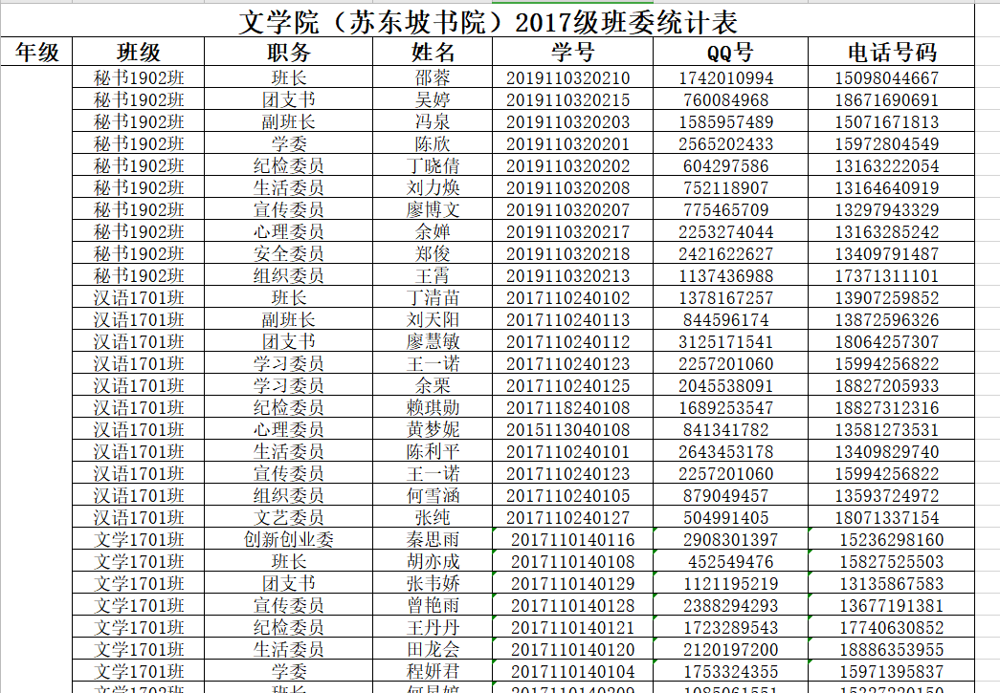 文学院（苏东坡书院）2017级班委统计表
年级 班级 职务 姓名 学号 QQ号 电话号码
秘书1902班 班长 邵蓉 2019110320210 1742010994 15098044667
秘书1902班 团支书 吴婷 2019110320215 760084968 18671690691
秘书1902班 副班长 冯泉 2019110320203 1585957489 15071671813
秘书1902班 学委 陈欣 2019110320201 2565202433 15972804549
秘书1902班 纪检委员 丁晓倩 2019110320202 604297586 13163222054
秘书1902班 生活委员 刘力焕 2019110320208 752118907 13164640919
秘书1902班 宣传委员 廖博文 2019110320207 775465709 13297943329
秘书1902班 心理委员 余婵 2019110320217 2253274044 13163285242
秘书1902班 安全委员 郑俊 2019110320218 2421622627 13409791487
秘书1902班 组织委员 王霄 2019110320213 1137436988 17371311101
汉语1701班 班长 丁清苗 2017110240102 1378167257 13907259852
汉语1701班 副班长 刘天阳 2017110240113 844596174 13872596326
汉语1701班 团支书 廖慧敏 2017110240112 3125171541 18064257307
汉语1701班 学习委员 王一诺 2017110240123 2257201060 15994256822
汉语1701班 学习委员 余栗 2017110240125 2045538091 18827205933
汉语1701班 纪检委员 赖琪勋 2017118240108 1689253547 18827312316
汉语1701班 心理委员 黄梦妮 2015113040108 841341782 13581273531
汉语1701班 生活委员 陈利平 2017110240101 2643453178 13409829740
汉语1701班 宣传委员 王一诺 2017110240123 2257201060 15994256822
汉语1701班 组织委员 何雪涵 2017110240105 879049457 13593724972
汉语1701班 文艺委员 张纯 2017110240127 504991405 18071337154
文学1701班 创新创业委 秦思雨 2017110140116 2908301397 15236298160
文学1701班 班长 胡亦成 2017110140108 452549476 15827525503
文学1701班 团支书 张韦娇 2017110140129 1121195219 13135867583
文学1701班 宣传委员 曾艳雨 2017110140128 2388294293 13677191381
文学1701班 纪检委员 王丹丹 2017110140121 1723289543 17740630852
文学1701班 生活委员 田龙会 2017110140120 2120197200 18886353955
文学1701班 学委 程妍君 2017110140104 1753324355 15971395837